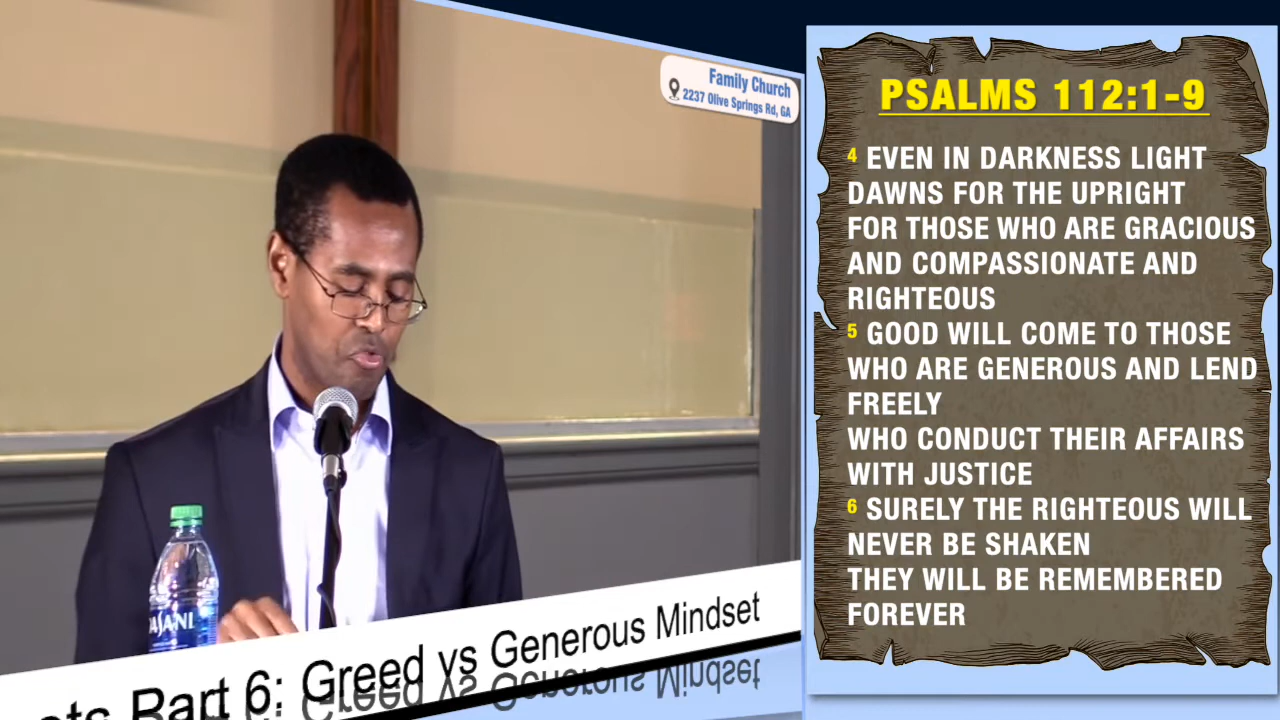 Family Church
2237 Olive Springs Rd, GA
PSALMS 112:1-9
4 EVEN IN DARKNESS LIGHT
DAWNS FOR THE UPRIGHT
FOR THOSE WHO ARE GRACIOUS
AND COMPASSIONATE AND
RIGHTEOUS
5 GOOD WILL COME TO THOSE
WHO ARE GENEROUS AND LEND
FREELY
WHO CONDUCT THEIR AFFAIRS
WITH JUSTICE
6 SURELY THE RIGHTEOUS WILL
NEVER BE SHAKEN
THEY WILL BE REMEMBERED
FOREVER
DASANI
Part 6: Greed vs Generous Mindset